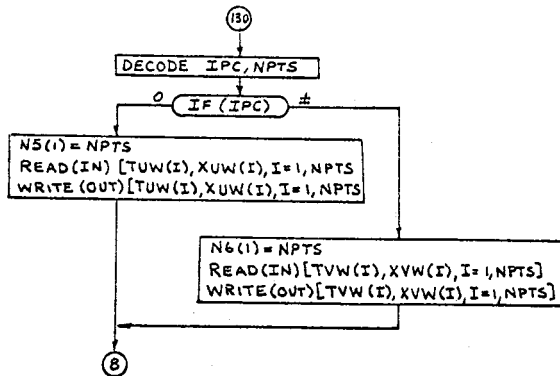 130
DECODE IPC, NPTS
IF (IPC)
0
≠
N5(1) = NPTS
READ(IN) [TUW(I), XUW(I), I=1, NPTS
WRITE(OUT)[TUW(I), XUW(I), I=1, NPTS
N6(1) = NPTS
READ(IN)[TVW(I), XVW(I), I=1, NPTS]
WRITE(OUT)[TVW(I), XVW(I), I=1, NPTS]
8